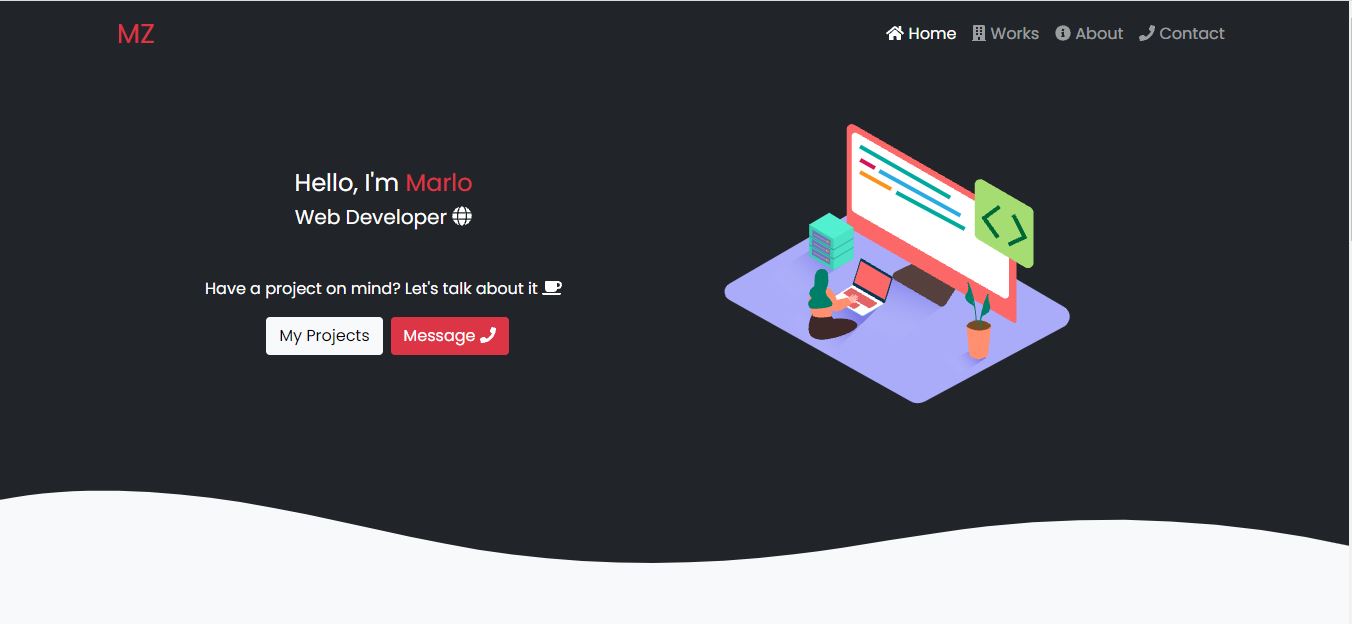 MZ
Home Works About Contact
Hello, I'm Marlo
Web Developer
Have a project on mind? Let's talk about it
My Projects Message